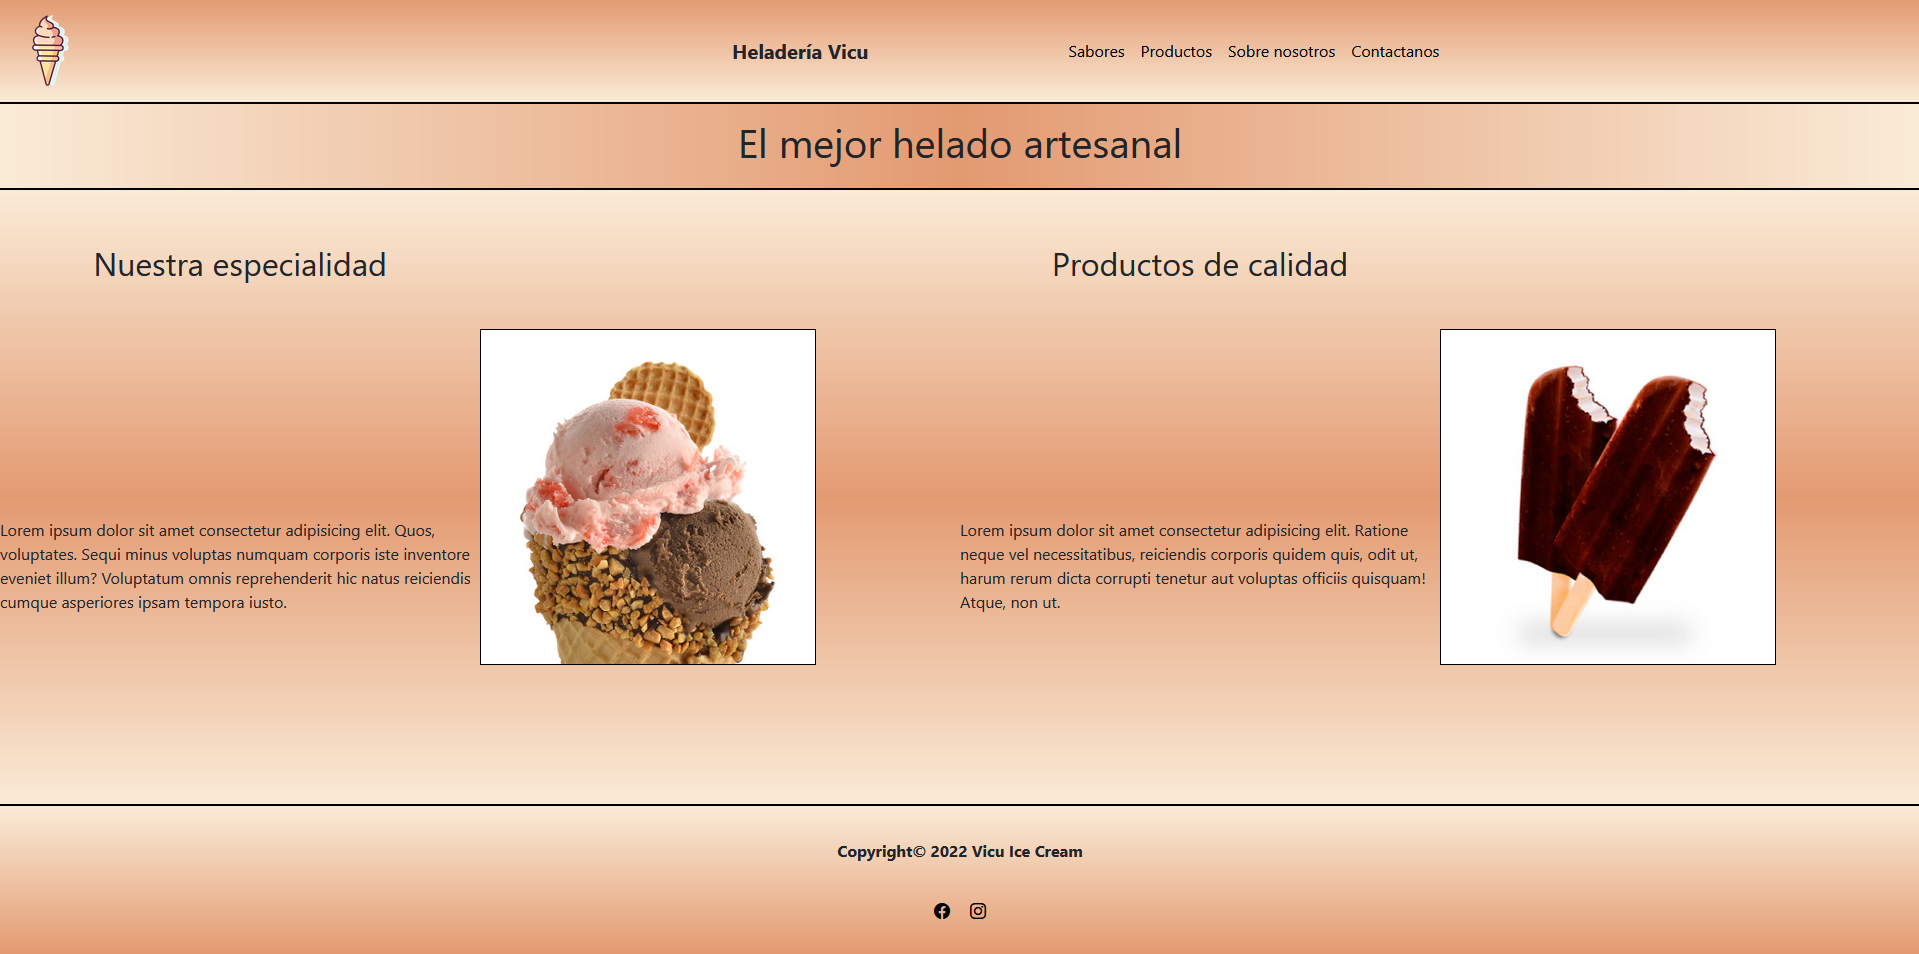 Heladería Vicu
Sabores Productos Sobre nosotros Contactanos
El mejor helado artesanal
Nuestra especialidad
Lorem ipsum dolor sit amet consectetur adipisicing elit. Quos,
voluptates. Sequi minus voluptas numquam corporis iste inventore
eveniet illum? Voluptatum omnis reprehenderit hic natus reiciendis
cumque asperiores ipsam tempora iusto.
Productos de calidad
Lorem ipsum dolor sit amet consectetur adipisicing elit. Ratione
neque vel necessitatibus, reiciendis corporis quidem quis, odit ut,
harum rerum dicta corrupti tenetur aut voluptas officiis quisquam!
Atque, non ut.
Copyright© 2022 Vicu Ice Cream